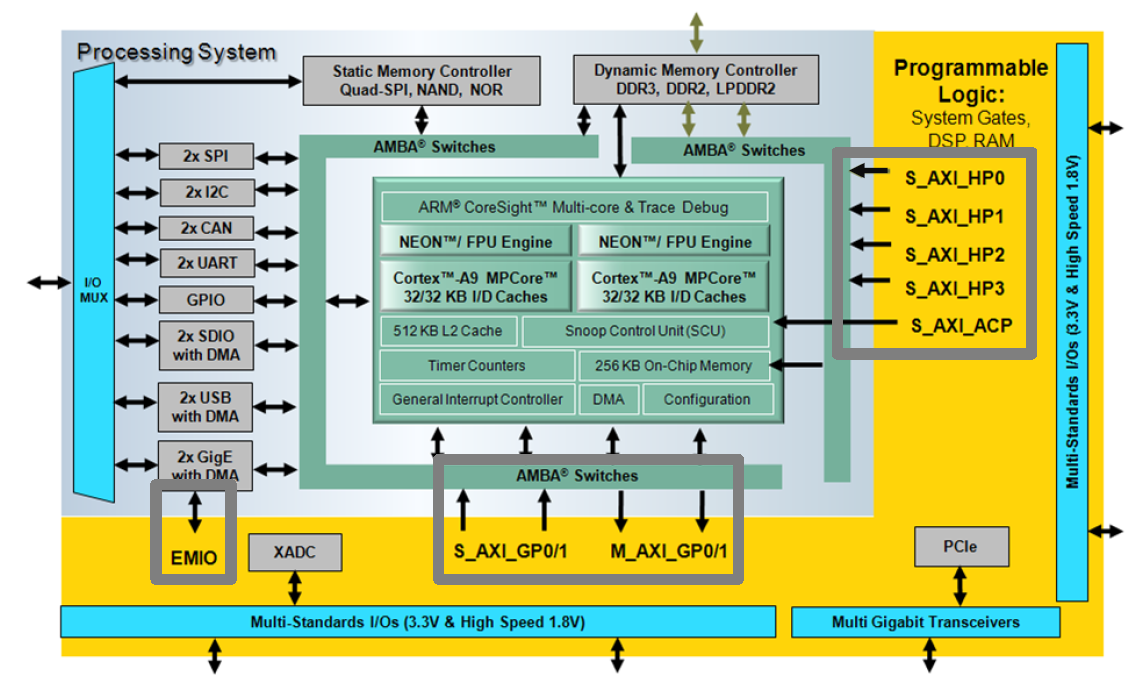 Processing System
Static Memory Controller
Quad-SPI, NAND, NOR
Dynamic Memory Controller
DDR3, DDR2, LPDDR2
Programmable
Logic:
System Gates,
DSP, RAM
AMBA® Switches
AMBA® Switches
2x SPI
2x I2C
2x CAN
2x UART
GPIO
2x SDIO
with DMA
2x USB
with DMA
2x GigE
with DMA
I/O
MUX
ARM® CoreSight™ Multi-core & Trace Debug
NEON™/ FPU Engine
NEON™/ FPU Engine
Cortex™-A9 MPCore™
32/32 KB I/D Caches
Cortex™-A9 MPCore™
32/32 KB I/D Caches
512 KB L2 Cache
Snoop Control Unit (SCU)
Timer Counters
256 KB On-Chip Memory
General Interrupt Controller
DMA
Configuration
S_AXI_HP0
S_AXI_HP1
S_AXI_HP2
S_AXI_HP3
S_AXI_ACP
Multi-Standards I/Os (3.3V & High Speed 1.8V)
AMBA® Switches
S_AXI_GP0/1
M_AXI_GP0/1
EMIO
XADC
PCIe
Multi-Standards I/Os (3.3V & High Speed 1.8V)
Multi Gigabit Transceivers